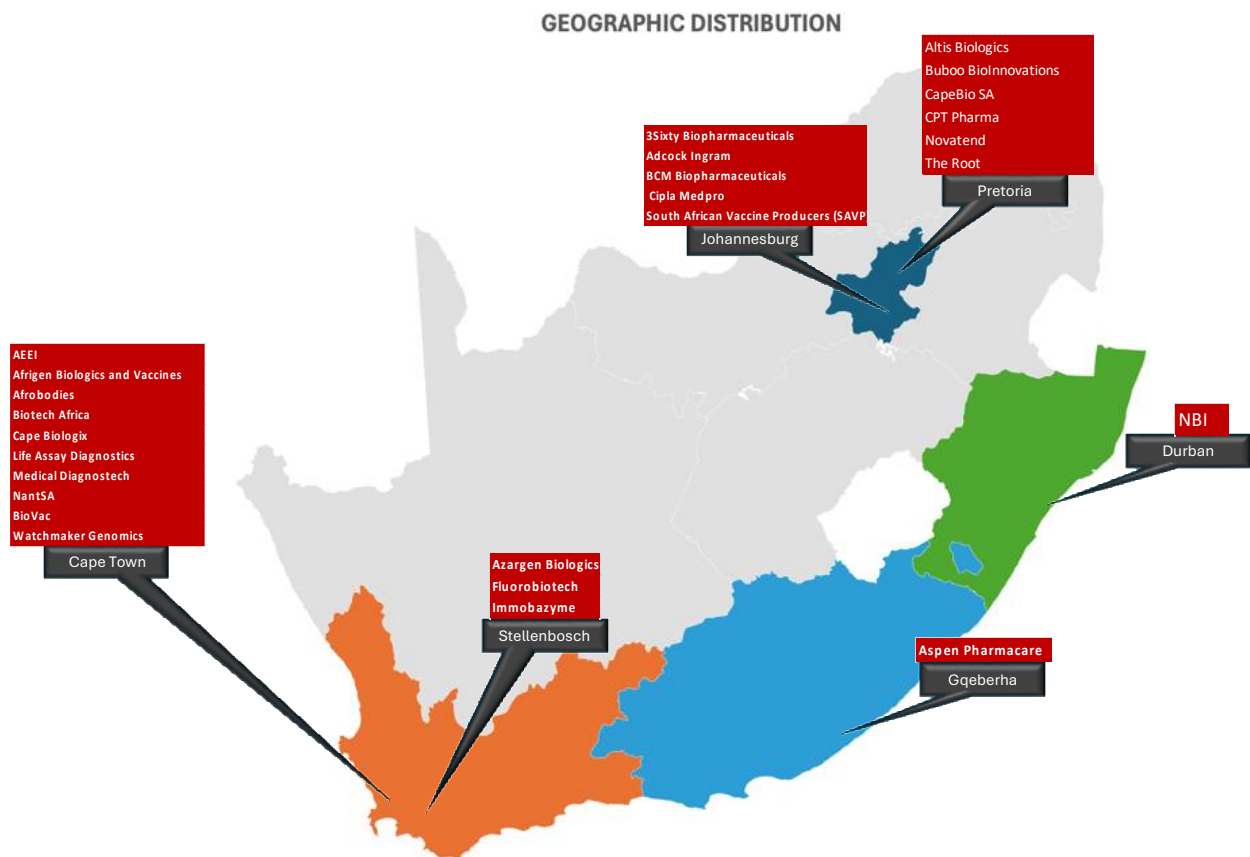 GEOGRAPHIC DISTRIBUTION
Altis Biologics
Buboo BioInnovations
CapeBio SA
CPT Pharma
Novatend
The Root
Pretoria
3Sixty Biopharmaceuticals
Adcock Ingram
BCM Biopharmaceuticals
Cipla Medpro
South African Vaccine Producers (SAVP
Johannesburg
AEEI
Afrigen Biologics and Vaccines
Afrobodies
Biotech Africa
Cape Biologix
Life Assay Diagnostics
Medical Diagnostech
NantSA
BioVac
Watchmaker Genomics
Cape Town
NBI
Durban
Azargen Biologics
Fluorobiotech
Immobazyme
Stellenbosch
Aspen Pharmacare
Gqeberha